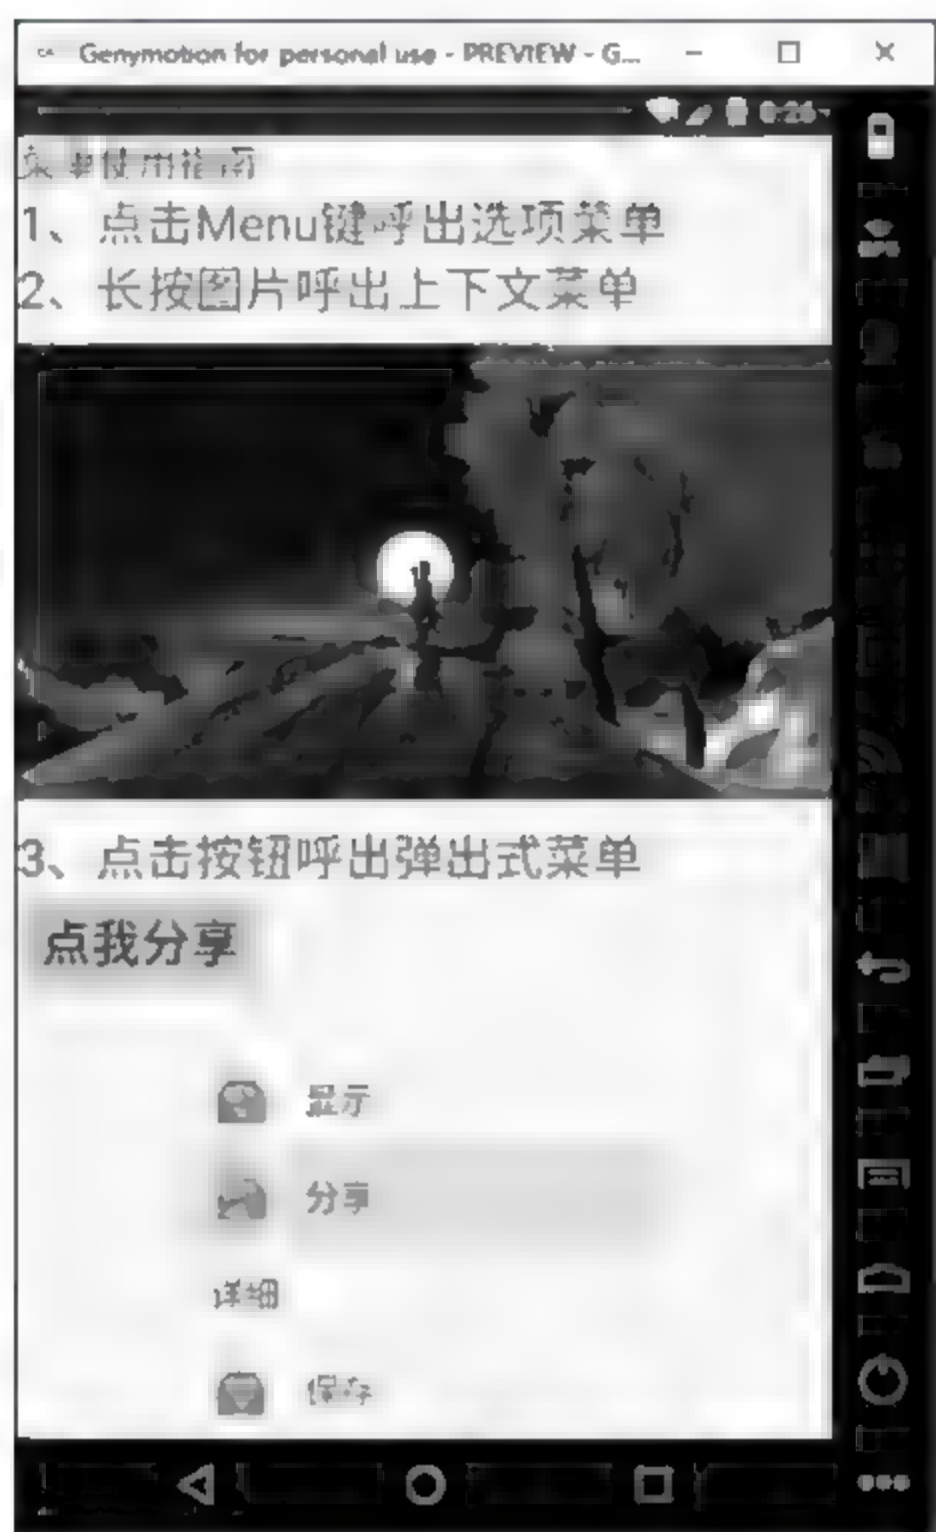 Genymotion for personal use - PREVIEW - G...
8:26
菜单使用指南
1、点击Menu键呼出选项菜单
2、长按图片呼出上下文菜单
3、点击按钮呼出弹出式菜单
点我分享
显示
分享
详细
保存